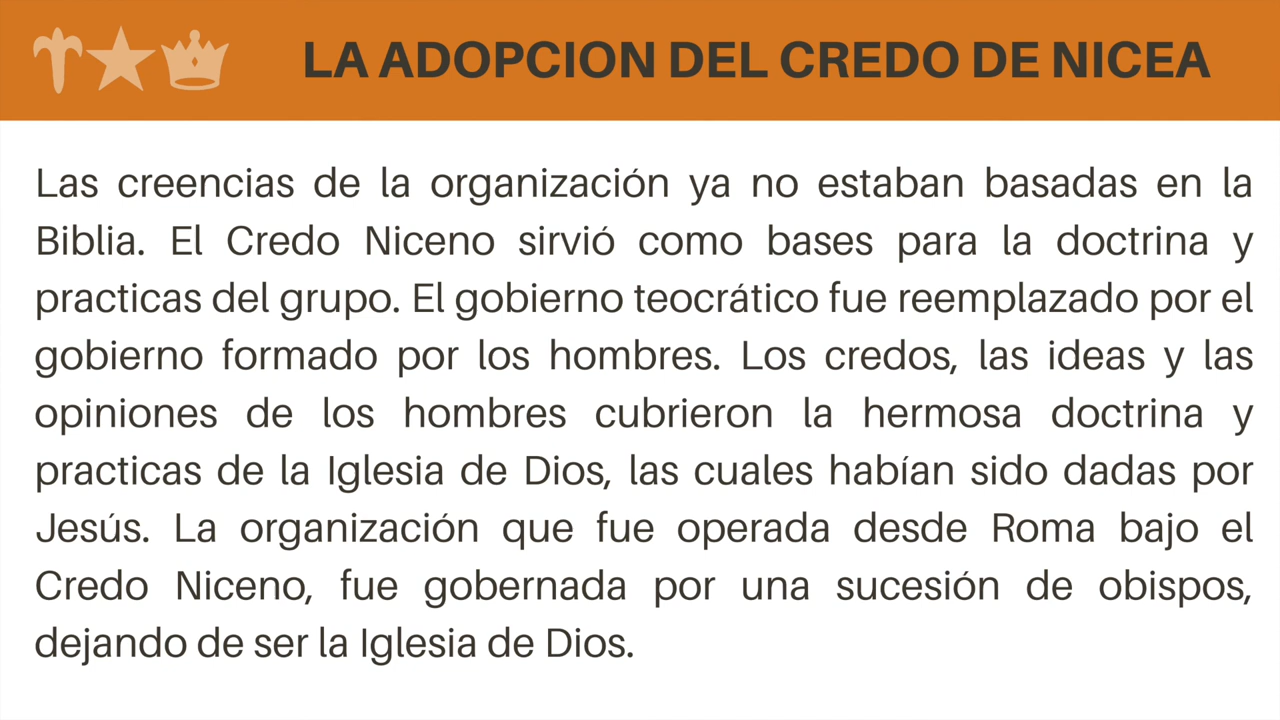 LA ADOPCION DEL CREDO DE NICEA
Las creencias de la organización ya no estaban basadas en la
Biblia. El Credo Niceno sirvió como bases para la doctrina y
practicas del grupo. El gobierno teocrático fue reemplazado por el
gobierno formado por los hombres. Los credos, las ideas y las
opiniones de los hombres cubrieron la hermosa doctrina y
practicas de la Iglesia de Dios, las cuales habían sido dadas por
Jesús. La organización que fue operada desde Roma bajo el
Credo Niceno, fue gobernada por una sucesión de obispos,
dejando de ser la Iglesia de Dios.